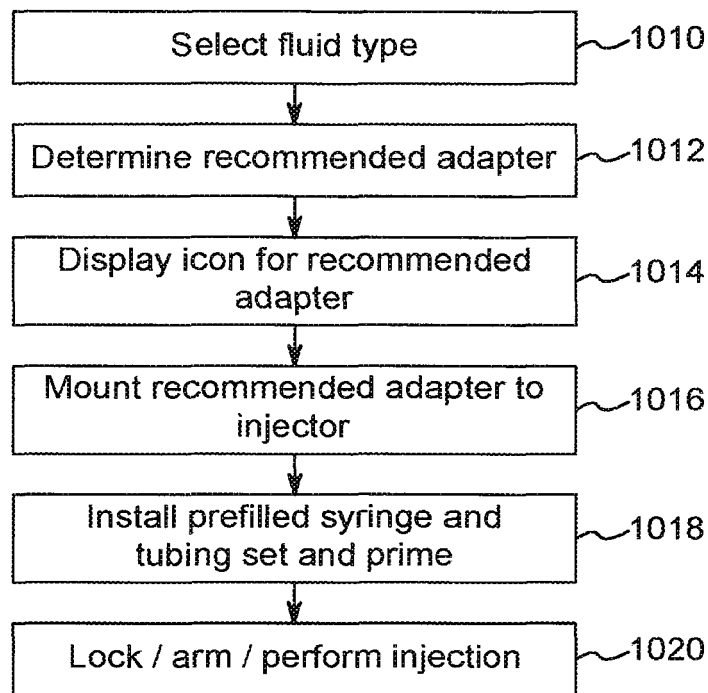 Select fluid type
1010
Determine recommended adapter
1012
Display icon for recommended
adapter
1014
Mount recommended adapter to
injector
1016
Install prefilled syringe and
tubing set and prime
1018
Lock / arm / perform injection
1020